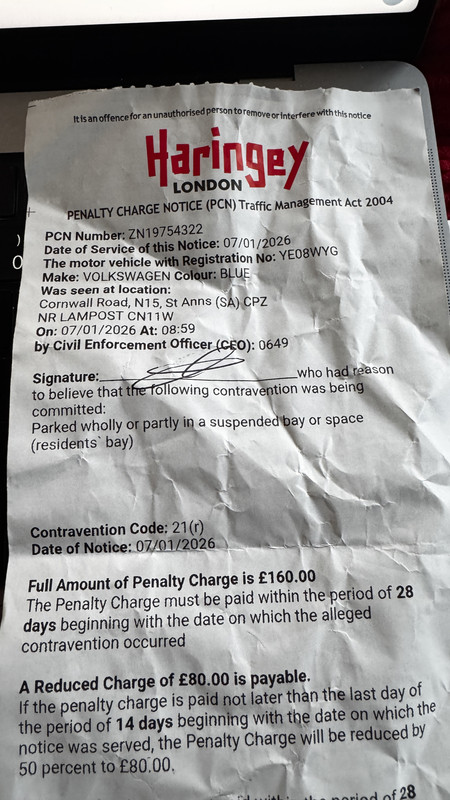 It is an offence for an unauthorised person to remove or interfere with this notice
Haringey
LONDON
PENALTY CHARGE NOTICE (PCN) Traffic Management Act 2004
PCN Number: ZN19754322
Date of Service of this Notice: 07/01/2026
The motor vehicle with Registration No: YE08WYG
Make: VOLKSWAGEN Colour: BLUE
Was seen at location:
Cornwall Road, N15, St Anns (SA) CPZ
NR LAMPOST CN11W
On: 07/01/2026 At: 08:59
by Civil Enforcement Officer (CEO): 0649
Signature: who had reason
to believe that the following contravention was being
committed:
Parked wholly or partly in a suspended bay or space
(residents` bay)
Contravention Code: 21(r)
Date of Notice: 07/01/2026
Full Amount of Penalty Charge is £160.00
The Penalty Charge must be paid within the period of 28
days beginning with the date on which the alleged
contravention occurred
A Reduced Charge of £80.00 is payable.
If the penalty charge is paid not later than the last day of
the period of 14 days beginning with the date on which the
notice was served, the Penalty Charge will be reduced by
50 percent to £80.00.
the period of 28